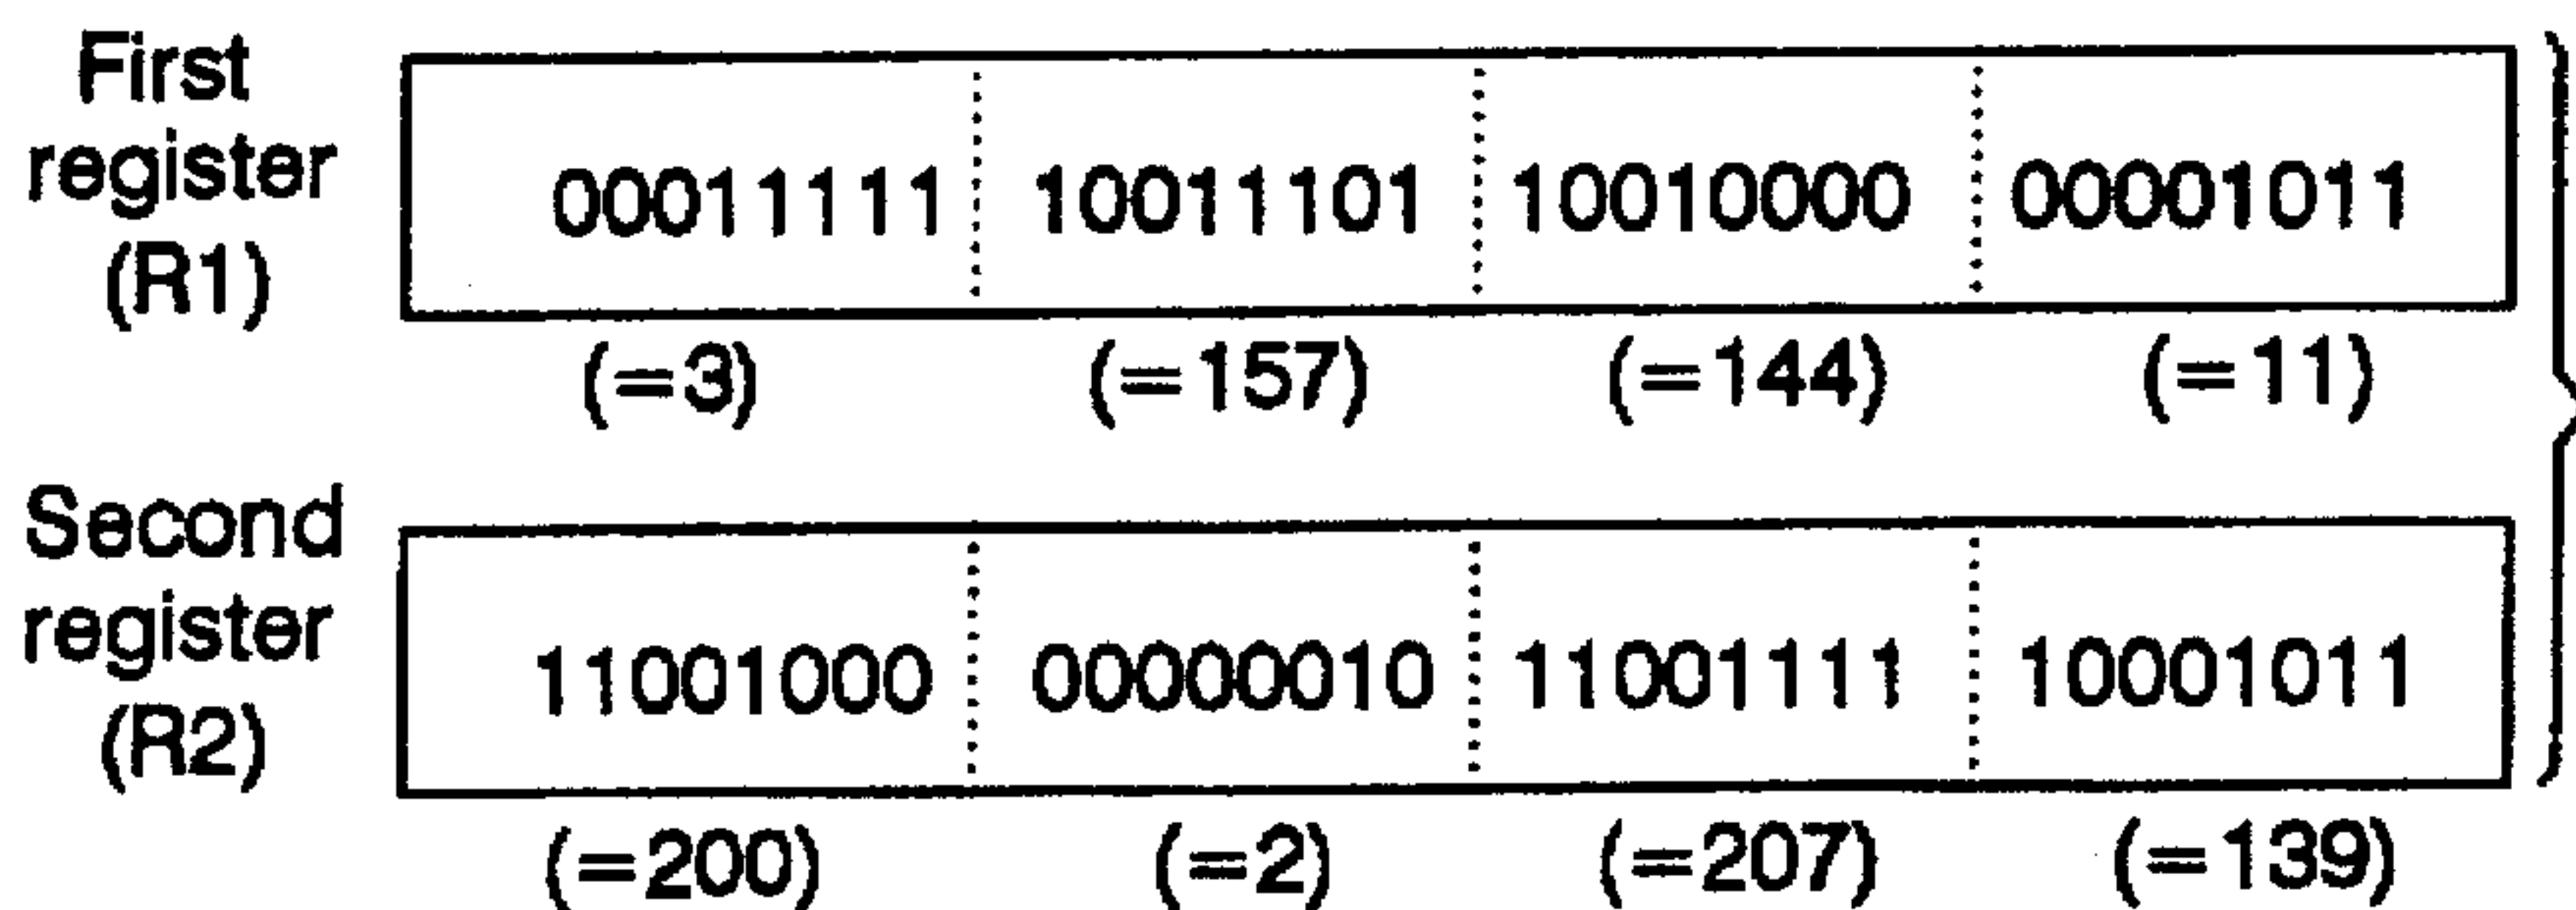 First
register
(R1)
00011111 10011101 10010000 00001011
(=3) (=157) (=144) (=11)
Second
register
(R2)
11001000 00000010 11001111 10001011
(=200) (=2) (=207) (=139)